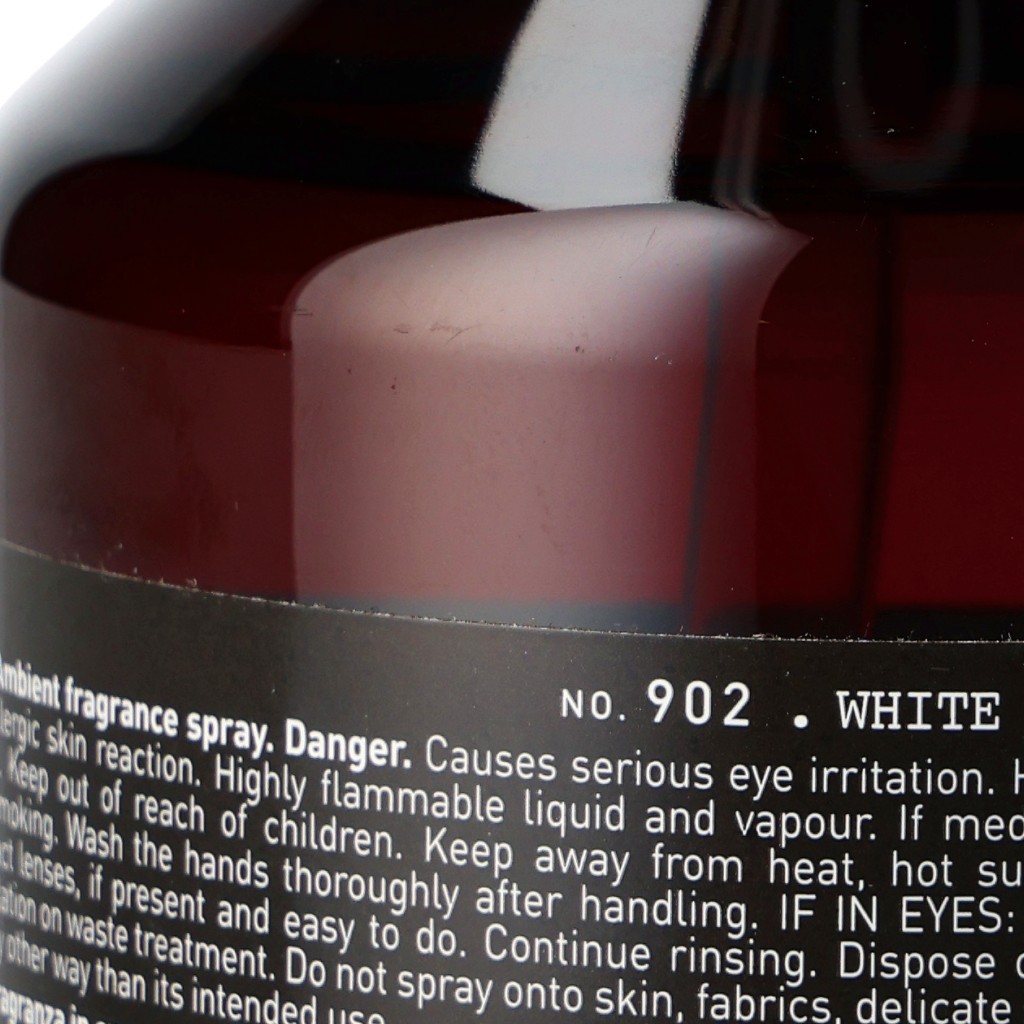 NO. 902 . WHITE
Ambient fragrance spray. Danger. Causes serious eye irritation. H
lergic skin reaction. Highly flammable liquid and vapour. If med
Keep out of reach of children. Keep away from heat, hot su
moking. Wash the hands thoroughly after handling. IF IN EYES:
ct lenses, if present and easy to do. Continue rinsing. Dispose
ation on waste treatment. Do not spray onto skin, fabrics, delicate
y other way than its intended use.